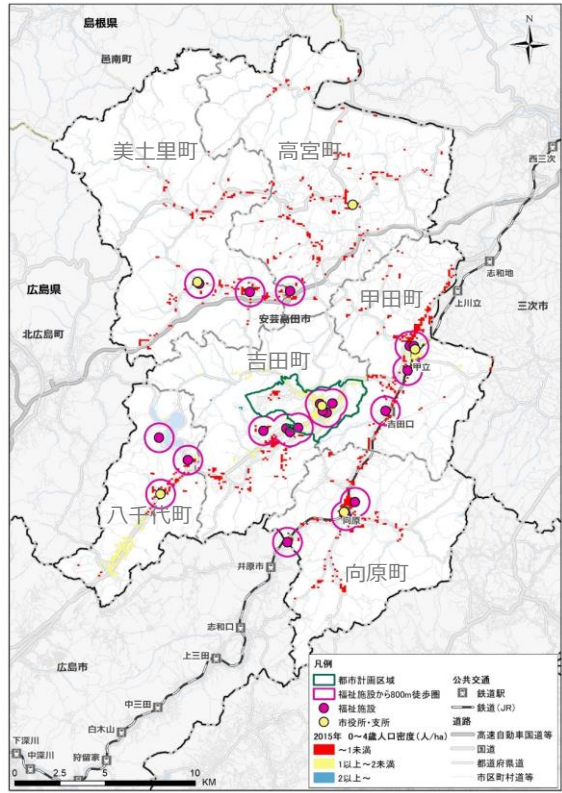 島根県
邑南町
N
美土里町
高宮町
西三次
志和地
広島県
上川立
三次市
甲田町
安芸高田市
北広島町
吉田町
甲立
吉田口
八千代町
向原
向原町
井原市
志和口
広島市
上三田
中三田
白木山
下深川
中深川
狩留家
0 2.5 5 10
KM
凡例
都市計画区域
福祉施設から800m徒歩圏
福祉施設
市役所・支所
2015年 0~4歳人口密度(人/ha)
~1未満
1以上~2未満
2以上~
公共交通
鉄道駅
鉄道(JR)
道路
高速自動車国道等
国道
都道府県道
市区町村道等